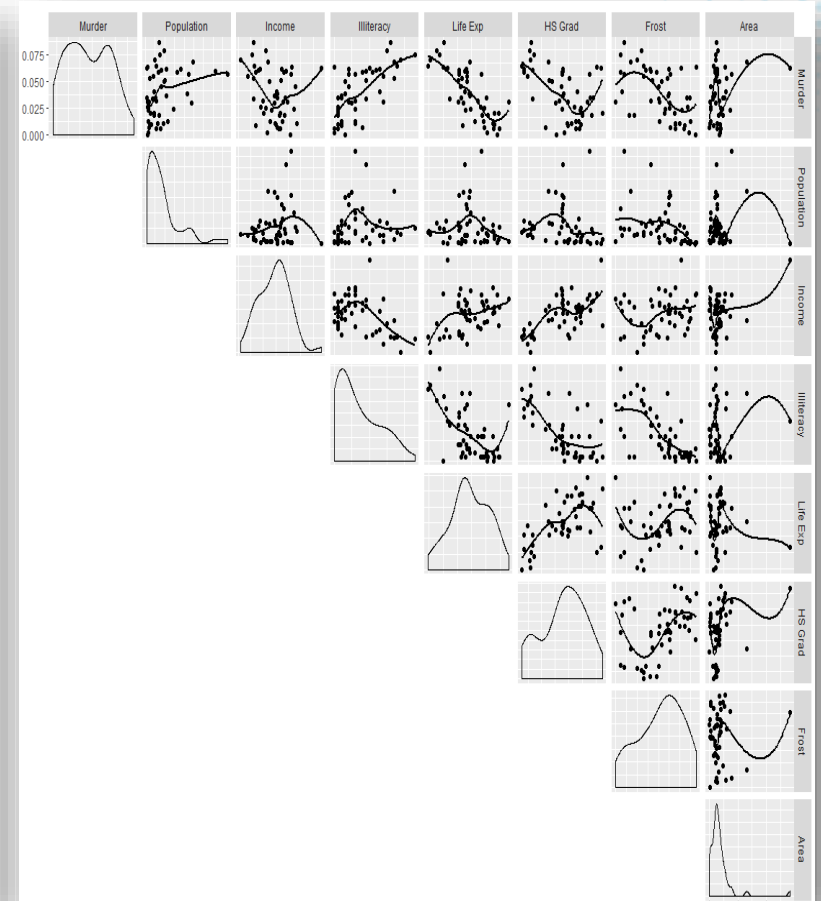 Murder Population Income Illiteracy Life Exp HS Grad Frost Area
0.075
0.050
0.025
0.000
Murder
Population
Income
Illiteracy
Life Exp
HS Grad
Frost
Area